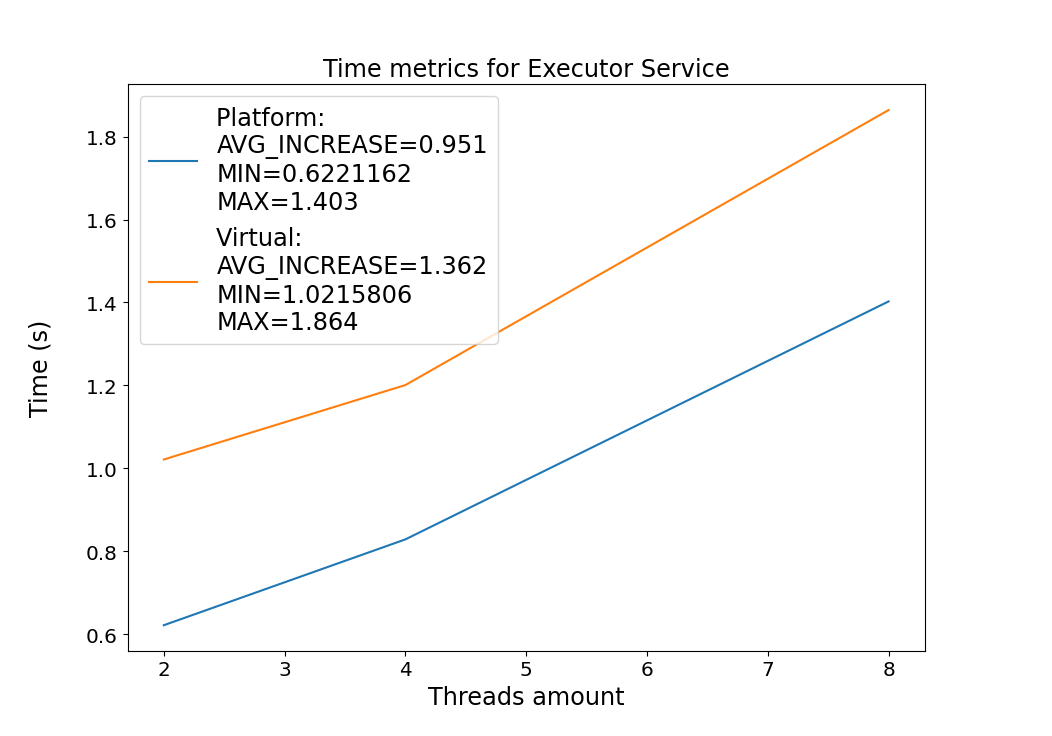 Time metrics for Executor Service
Platform:
AVG_INCREASE=0.951
MIN=0.6221162
MAX=1.403
Virtual:
AVG_INCREASE=1.362
MIN=1.0215806
MAX=1.864
1.8
1.6
1.4
1.2
1.0
0.8
0.6
Time (s)
2 3 4 5 6 7 8
Threads amount